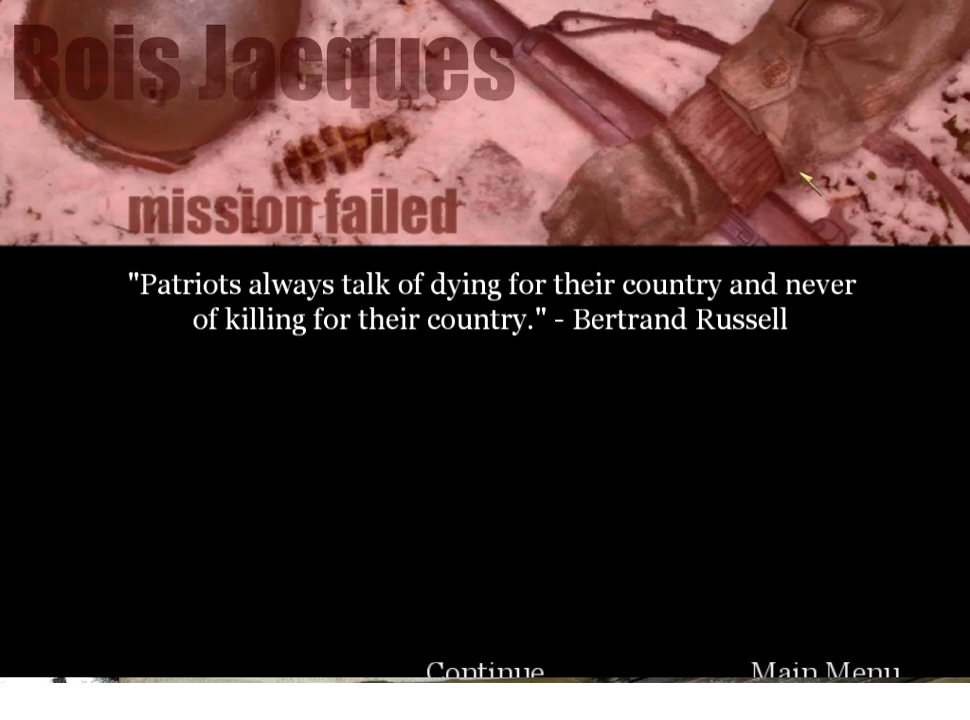 Bois Jacques
mission failed
"Patriots always talk of dying for their country and never
of killing for their country." - Bertrand Russell
Continue
Main Menu